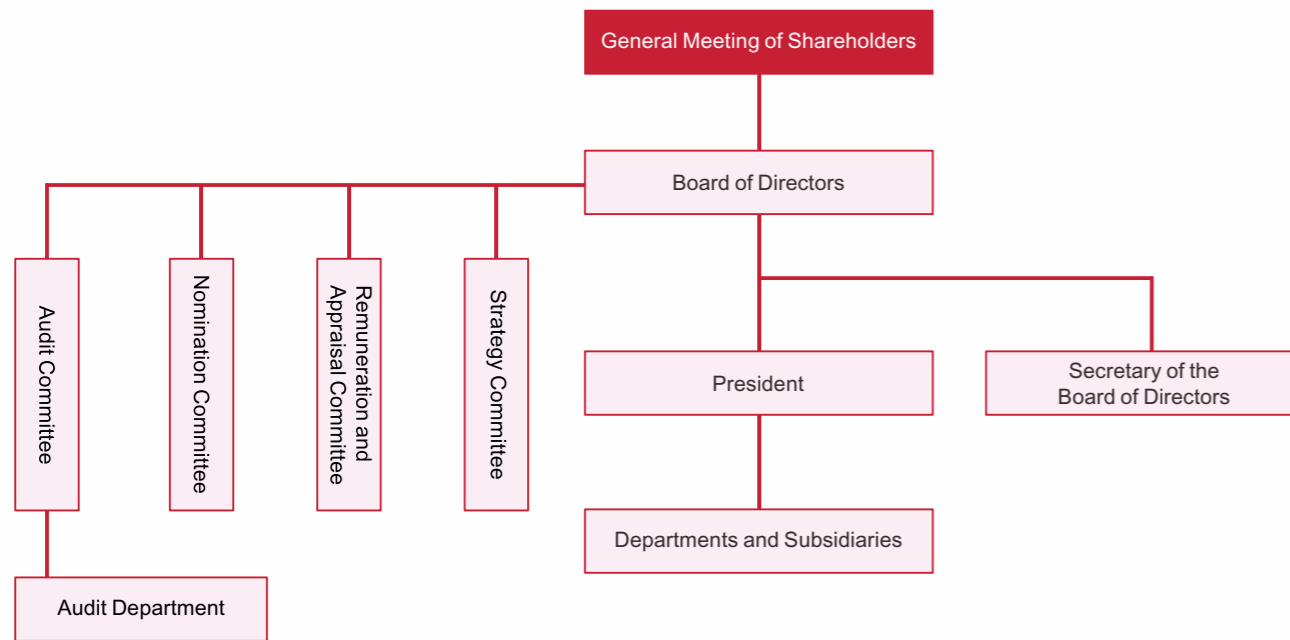 General Meeting of Shareholders
Board of Directors
Audit Committee
Nomination Committee
Remuneration and
Appraisal Committee
Strategy Committee
President
Secretary of the
Board of Directors
Departments and Subsidiaries
Audit Department